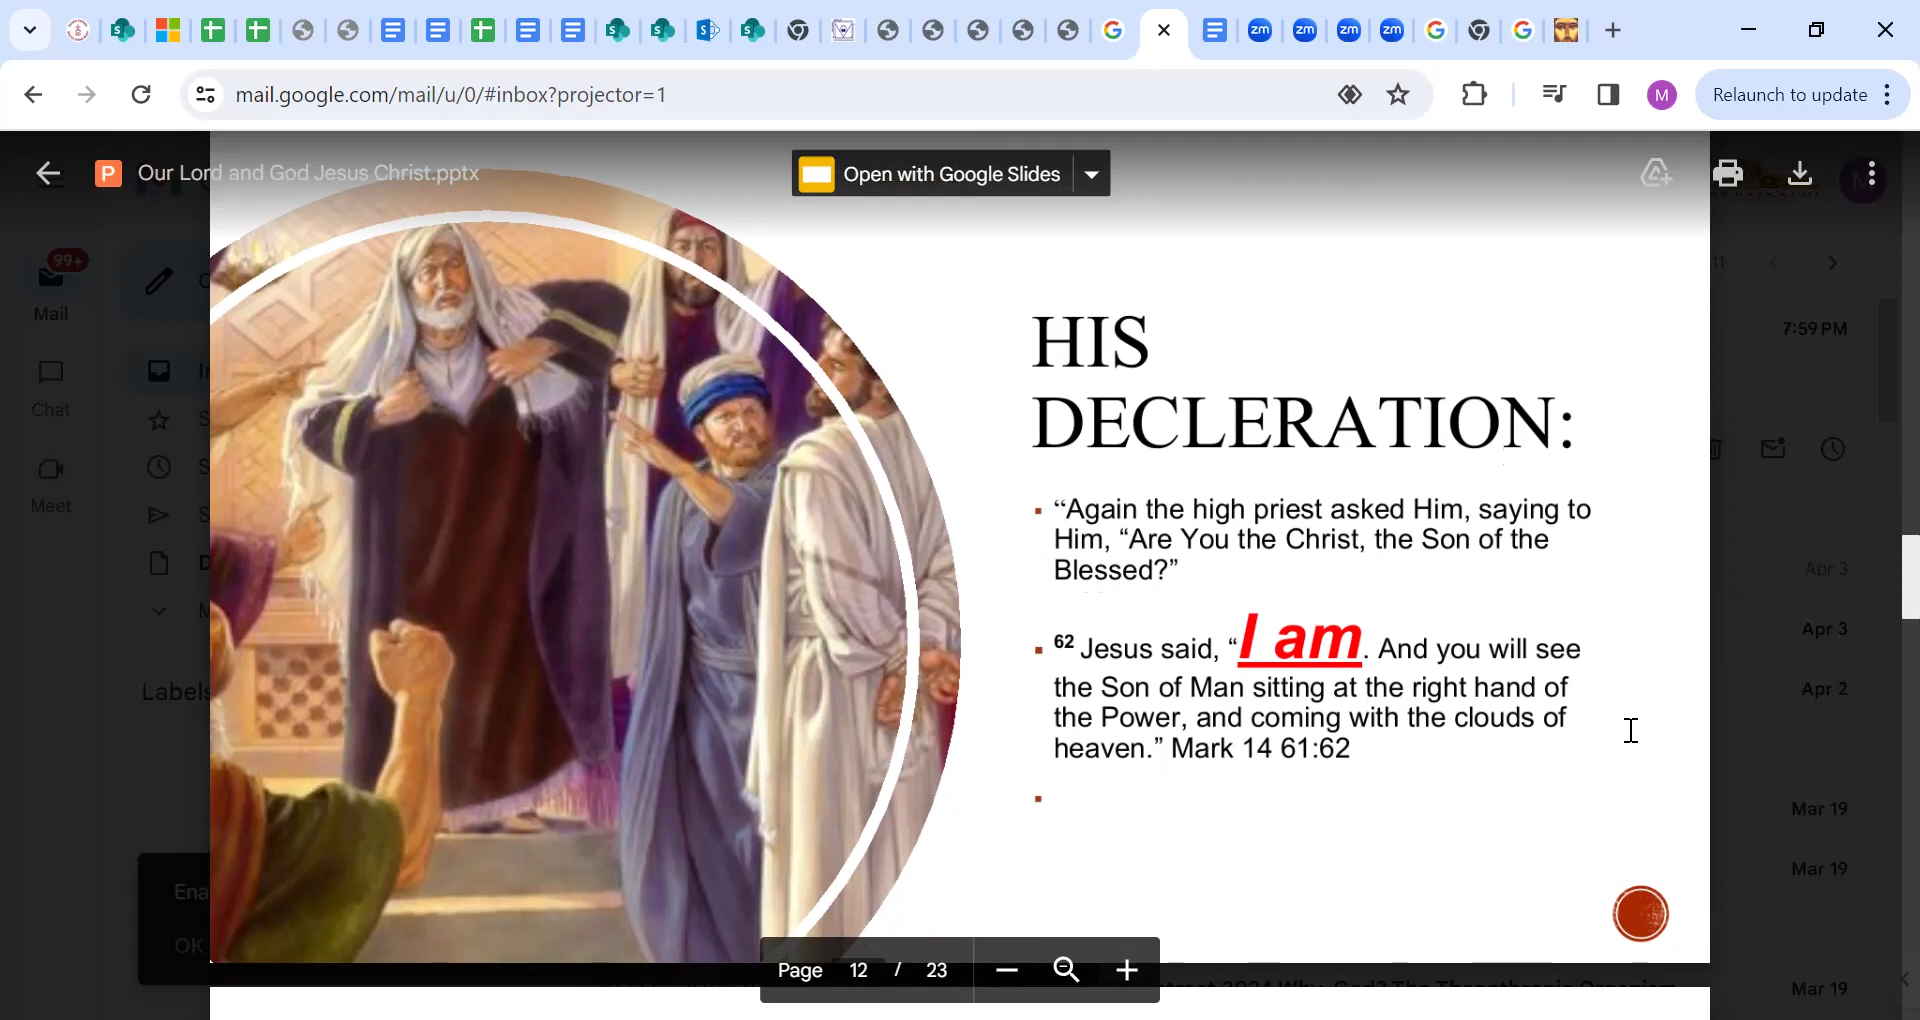 mail.google.com/mail/u/0/#inbox?projector=1
M
Relaunch to update
P
Our Lord and God Jesus Christ.pptx
Open with Google Slides
99+
Mail
Chat
Meet
Labels
11
7:59 PM
HIS
DECLERATION:
“Again the high priest asked Him, saying to
Him, “Are You the Christ, the Son of the
Blessed?”
62 Jesus said, “I am. And you will see
the Son of Man sitting at the right hand of
the Power, and coming with the clouds of
heaven.” Mark 14 61:62
Apr 3
Apr 3
Apr 2
Mar 19
Mar 19
Mar 19
Ena
OK
Page 12 / 23